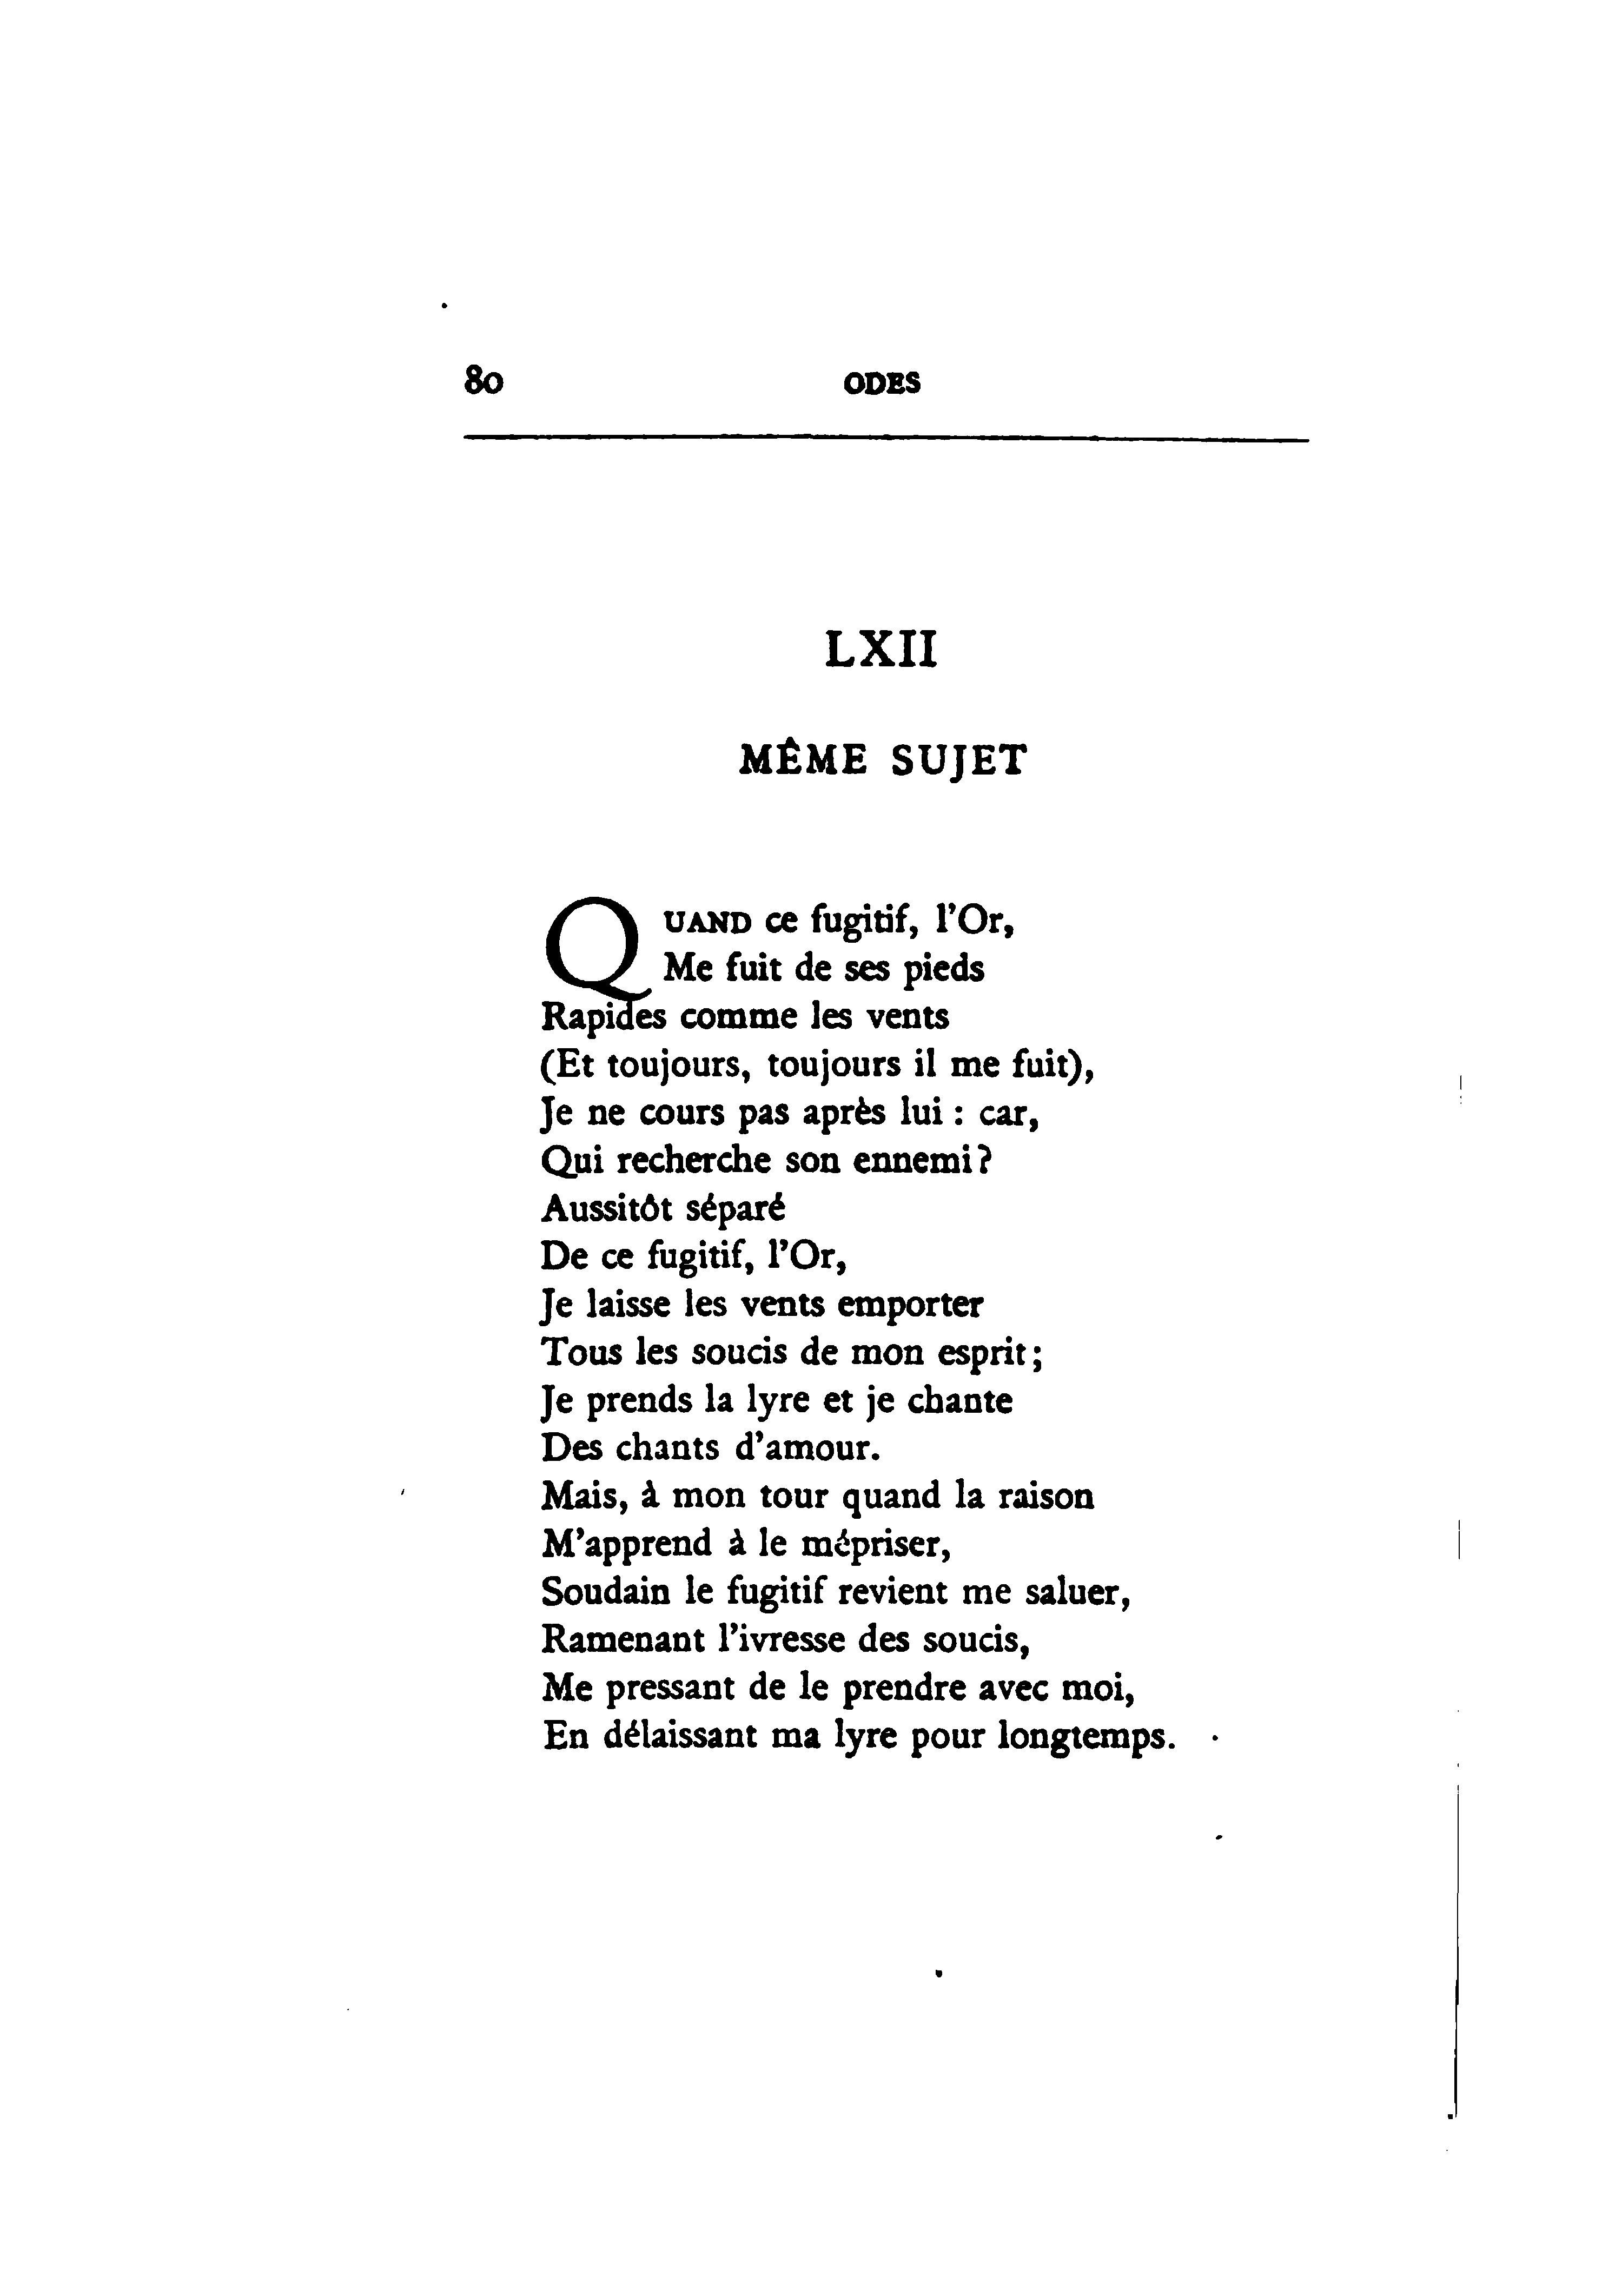 80 ODES
LXII
MÊME SUJET
QUAND ce fugitif, l'Or,
Me fuit de ses pieds
Rapides comme les vents
(Et toujours, toujours il me fuit),
Je ne cours pas après lui : car,
Qui recherche son ennemi?
Aussitôt séparé
De ce fugitif, l'Or,
Je laisse les vents emporter
Tous les soucis de mon esprit;
Je prends la lyre et je chante
Des chants d'amour.
Mais, à mon tour quand la raison
M'apprend à le mépriser,
Soudain le fugitif revient me saluer,
Ramenant l'ivresse des soucis,
Me pressant de le prendre avec moi,
En délaissant ma lyre pour longtemps.